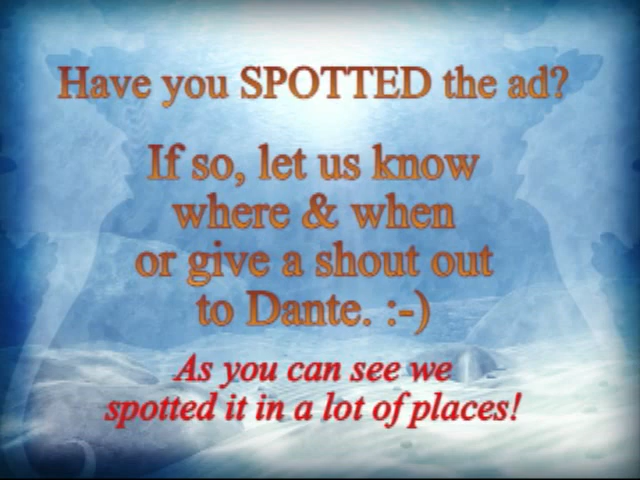 Have you SPOTTED the ad?
If so, let us know
where & when
or give a shout out
to Dante. :-)
As you can see we
spotted it in a lot of places!